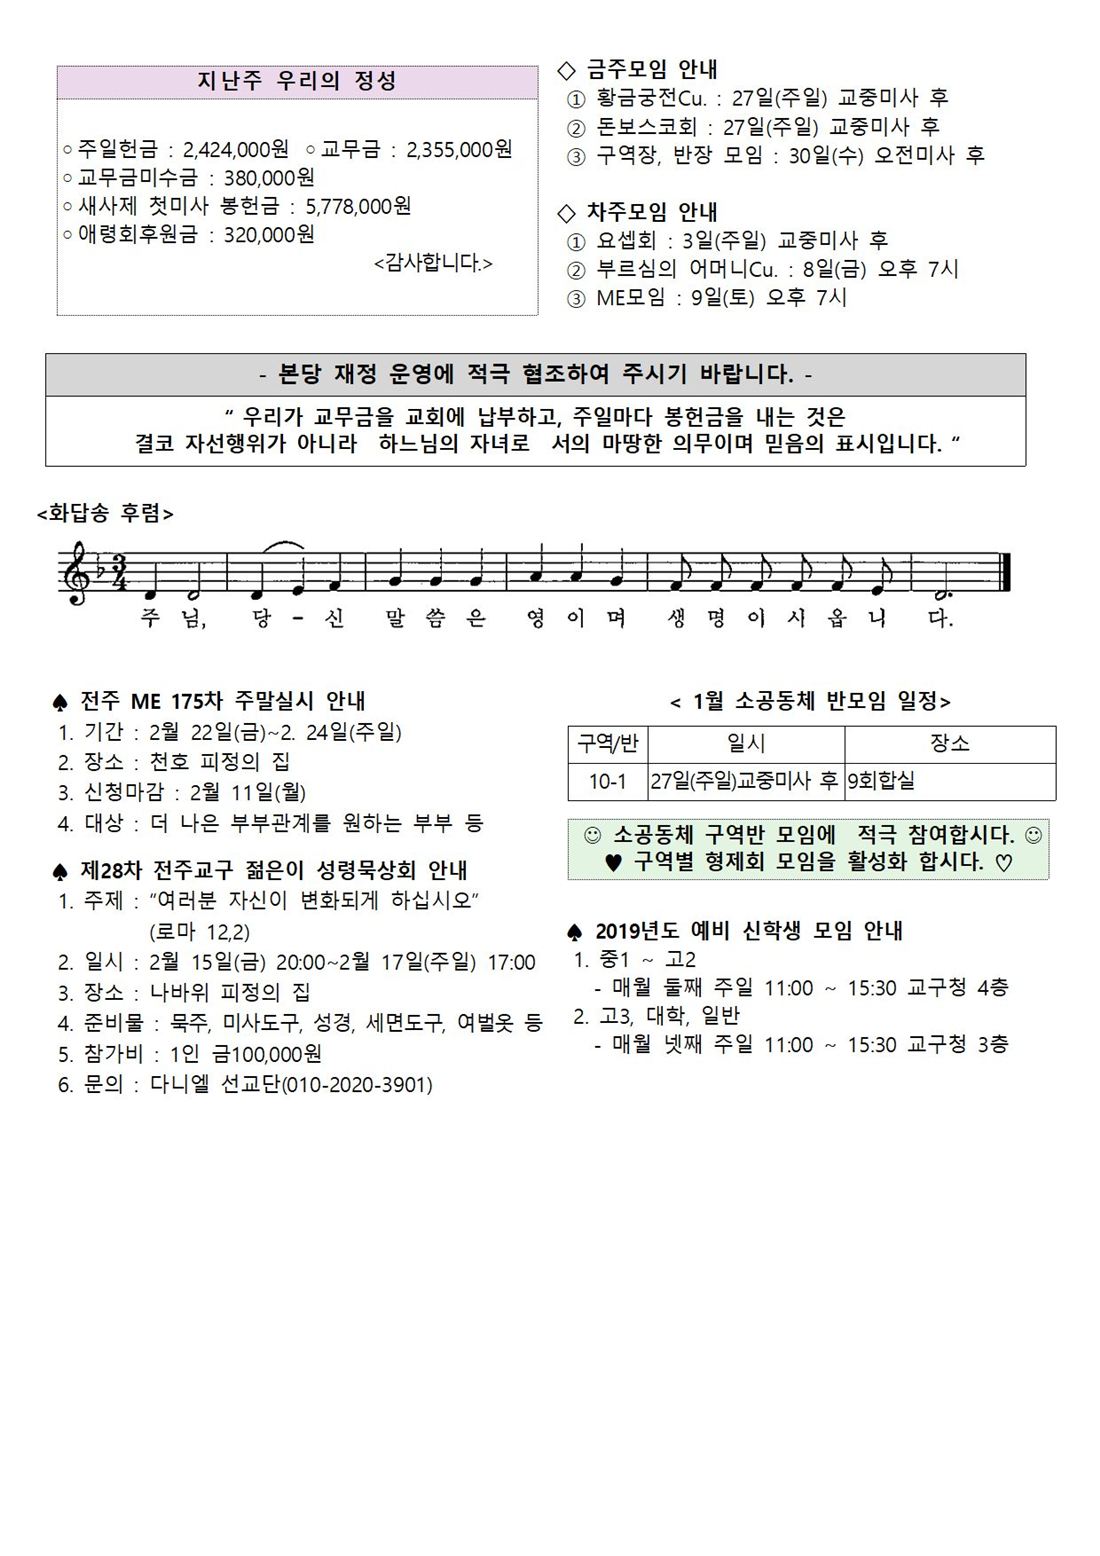 지난주 우리의 정성
○ 주일헌금 : 2,424,000원 ○ 교무금 : 2,355,000원
○ 교무금미수금 : 380,000원
○ 새사제 첫미사 봉헌금 : 5,778,000원
○ 애령회후원금 : 320,000원
<감사합니다.>
◇ 금주모임 안내
① 황금궁전Cu. : 27일(주일) 교중미사 후
② 돈보스코회 : 27일(주일) 교중미사 후
③ 구역장, 반장 모임 : 30일(수) 오전미사 후
◇ 차주모임 안내
① 요셉회 : 3일(주일) 교중미사 후
② 부르심의 어머니Cu. : 8일(금) 오후 7시
③ ME모임 : 9일(토) 오후 7시
- 본당 재정 운영에 적극 협조하여 주시기 바랍니다. -
“ 우리가 교무금을 교회에 납부하고, 주일마다 봉헌금을 내는 것은
결코 자선행위가 아니라 하느님의 자녀로 서의 마땅한 의무이며 믿음의 표시입니다. “
<화답송 후렴>
3
4
주 님, 당 - 신 말 씀 은 영 이 며 생 명 이 시 옵 니 다.
♠ 전주 ME 175차 주말실시 안내
1. 기간 : 2월 22일(금)~2. 24일(주일)
2. 장소 : 천호 피정의 집
3. 신청마감 : 2월 11일(월)
4. 대상 : 더 나은 부부관계를 원하는 부부 등
♠ 제28차 전주교구 젊은이 성령묵상회 안내
1. 주제 : “여러분 자신이 변화되게 하십시오”
(로마 12,2)
2. 일시 : 2월 15일(금) 20:00~2월 17일(주일) 17:00
3. 장소 : 나바위 피정의 집
4. 준비물 : 묵주, 미사도구, 성경, 세면도구, 여벌옷 등
5. 참가비 : 1인 금100,000원
6. 문의 : 다니엘 선교단(010-2020-3901)
< 1월 소공동체 반모임 일정>
구역/반 일시 장소
10-1 27일(주일)교중미사 후 9회합실
☺ 소공동체 구역반 모임에 적극 참여합시다. ☺
♥ 구역별 형제회 모임을 활성화 합시다. ♡
♠ 2019년도 예비 신학생 모임 안내
1. 중1 ~ 고2
- 매월 둘째 주일 11:00 ~ 15:30 교구청 4층
2. 고3, 대학, 일반
- 매월 넷째 주일 11:00 ~ 15:30 교구청 3층